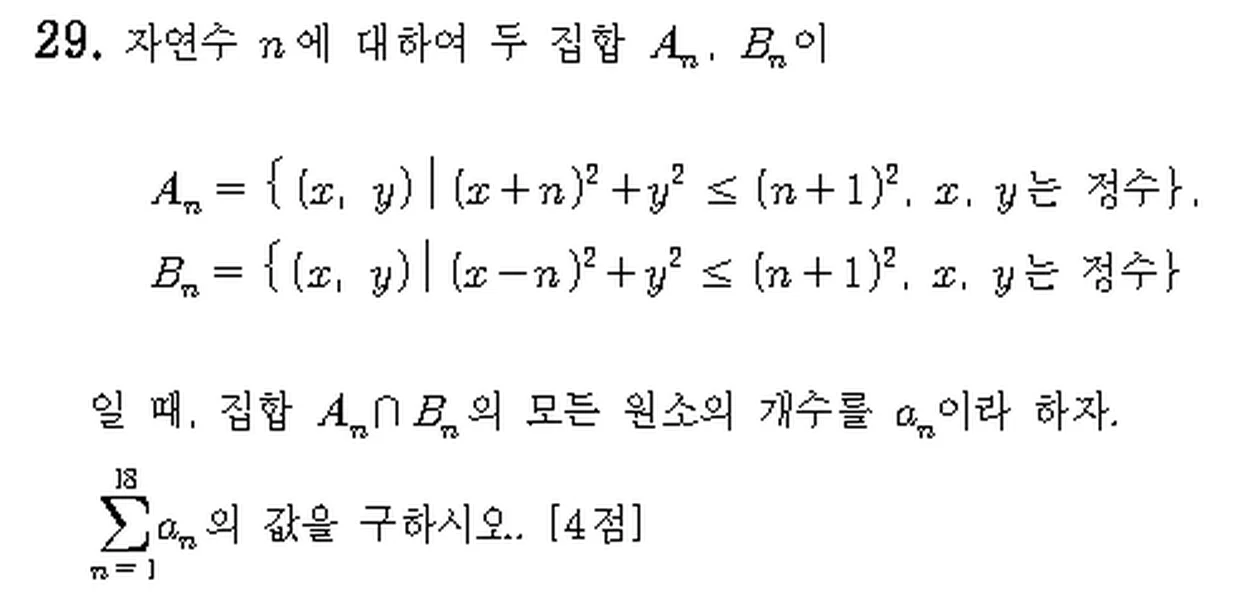 29. 자연수 n에 대하여 두 집합 Aₙ, Bₙ이
Aₙ = { (x, y) | (x+n)²+y² ≤ (n+1)², x, y는 정수},
Bₙ = { (x, y) | (x-n)²+y² ≤ (n+1)², x, y는 정수}
일 때, 집합 Aₙ∩Bₙ의 모든 원소의 개수를 aₙ이라 하자.
18
∑aₙ의 값을 구하시오.. [4점]
n=1